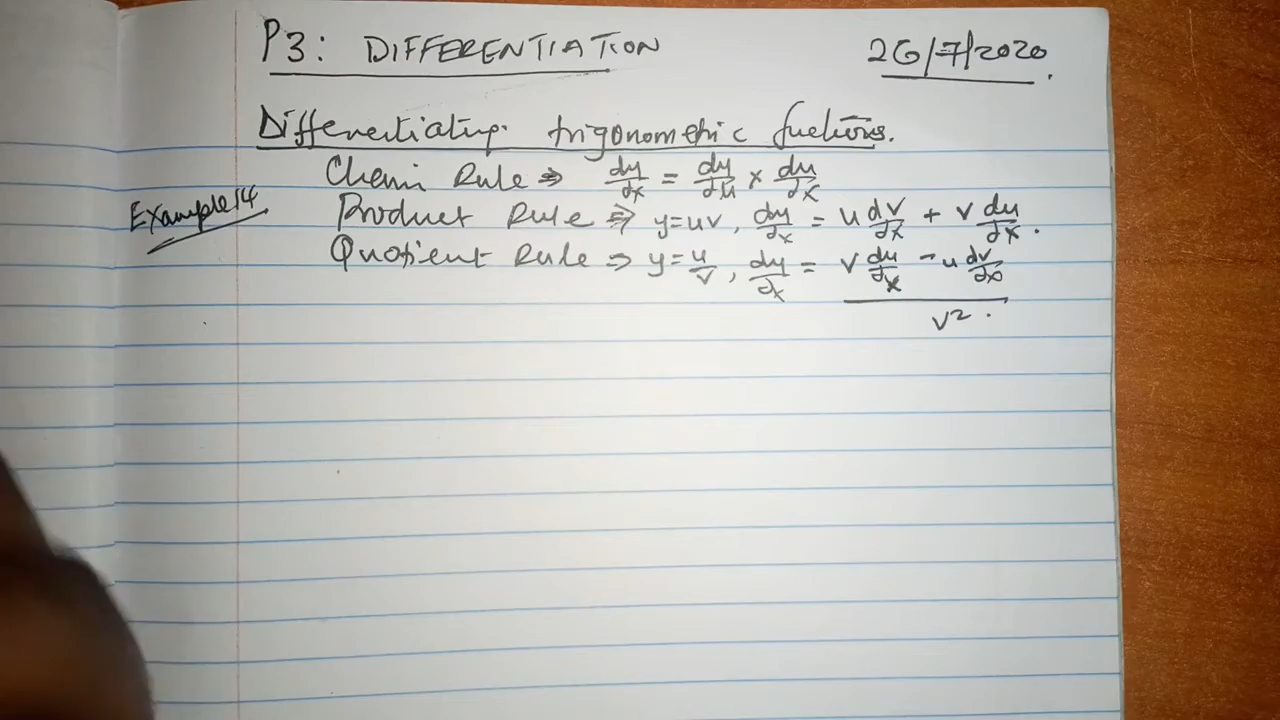 P3: DIFFERENTIATION 26/7/2020.
Differentiating trigonometric fuctions.
Chain Rule ⇒ dy/dx = dy/du × du/dx
Example 14
Product Rule ⇒ y=uv, dy/dx = u dv/dx + v du/dx.
Quotient Rule ⇒ y=u/v, dy/dx = (v du/dx - u dv/dx)/v².